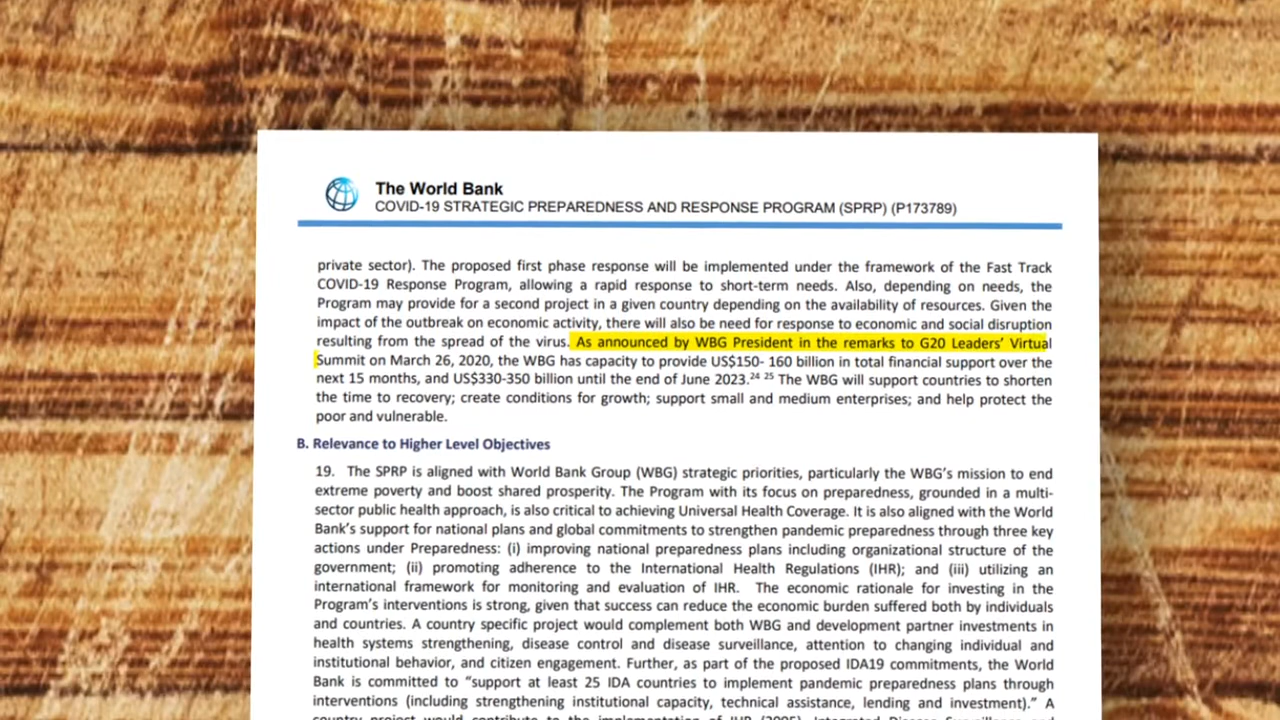 The World Bank
COVID-19 STRATEGIC PREPAREDNESS AND RESPONSE PROGRAM (SPRP) (P173789)
private sector). The proposed first phase response will be implemented under the framework of the Fast Track
COVID-19 Response Program, allowing a rapid response to short-term needs. Also, depending on needs, the
Program may provide for a second project in a given country depending on the availability of resources. Given the
impact of the outbreak on economic activity, there will also be need for response to economic and social disruption
resulting from the spread of the virus. As announced by WBG President in the remarks to G20 Leaders’ Virtual
Summit on March 26, 2020, the WBG has capacity to provide US$150- 160 billion in total financial support over the
next 15 months, and US$330-350 billion until the end of June 2023.²⁴ ²⁵ The WBG will support countries to shorten
the time to recovery; create conditions for growth; support small and medium enterprises; and help protect the
poor and vulnerable.
B. Relevance to Higher Level Objectives
19. The SPRP is aligned with World Bank Group (WBG) strategic priorities, particularly the WBG’s mission to end
extreme poverty and boost shared prosperity. The Program with its focus on preparedness, grounded in a multi-
sector public health approach, is also critical to achieving Universal Health Coverage. It is also aligned with the World
Bank’s support for national plans and global commitments to strengthen pandemic preparedness through three key
actions under Preparedness: (i) improving national preparedness plans including organizational structure of the
government; (ii) promoting adherence to the International Health Regulations (IHR); and (iii) utilizing an
international framework for monitoring and evaluation of IHR. The economic rationale for investing in the
Program’s interventions is strong, given that success can reduce the economic burden suffered both by individuals
and countries. A country specific project would complement both WBG and development partner investments in
health systems strengthening, disease control and disease surveillance, attention to changing individual and
institutional behavior, and citizen engagement. Further, as part of the proposed IDA19 commitments, the World
Bank is committed to “support at least 25 IDA countries to implement pandemic preparedness plans through
interventions (including strengthening institutional capacity, technical assistance, lending and investment).” A